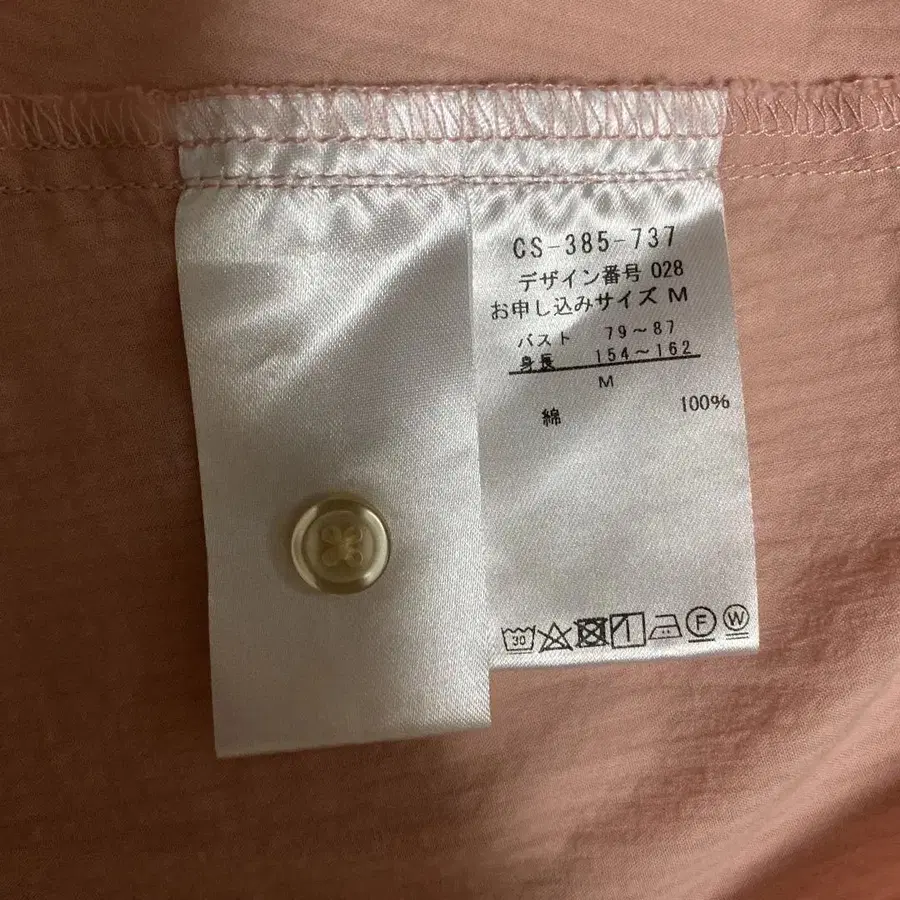 CS-385-737
デザイン番号 028
お申し込みサイズ M
バスト 79～87
身長 154～162
M
綿 100%
30 F W